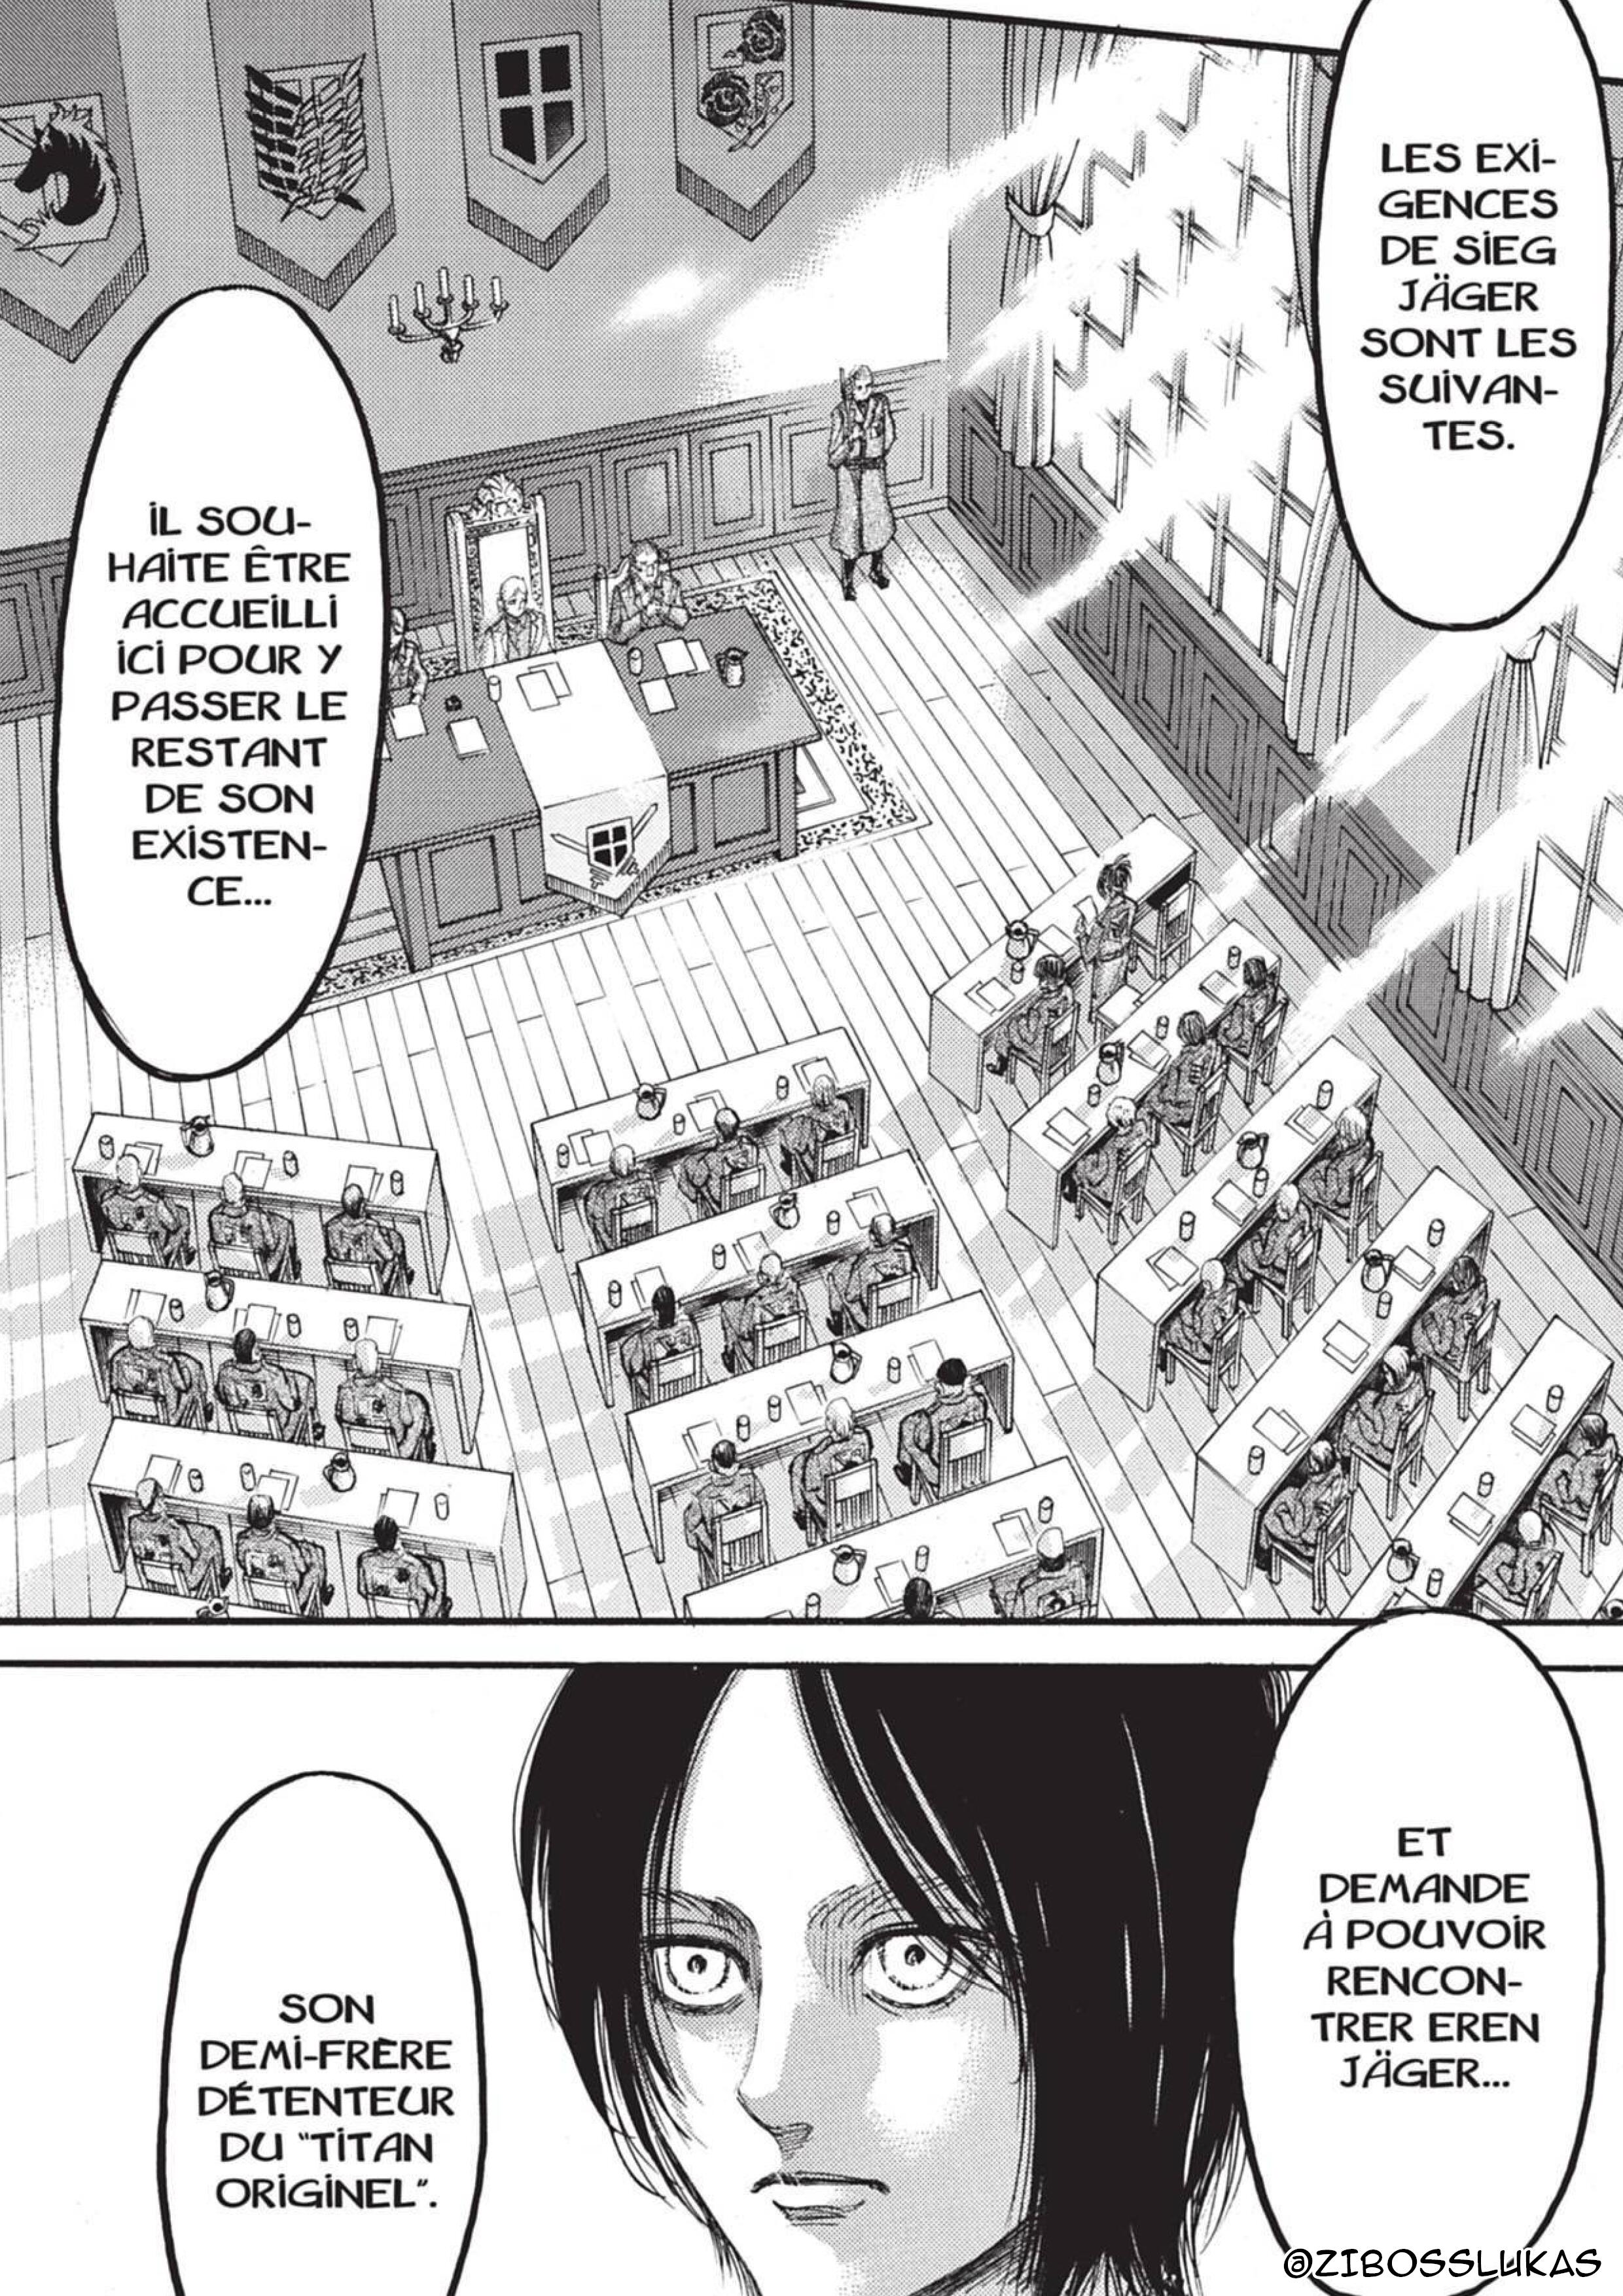 LES EXI-
GENCES
DE SIEG
JÄGER
SONT LES
SUIVAN-
TES.
IL SOU-
HAITE ÊTRE
ACCUEILLI
ICI POUR Y
PASSER LE
RESTANT
DE SON
EXISTEN-
CE...
ET
DEMANDE
À POUVOIR
RENCON-
TRER EREN
JÄGER...
SON
DEMI-FRÈRE
DÉTENTEUR
DU "TITAN
ORIGINEL".
@ZIBOSSLUKAS